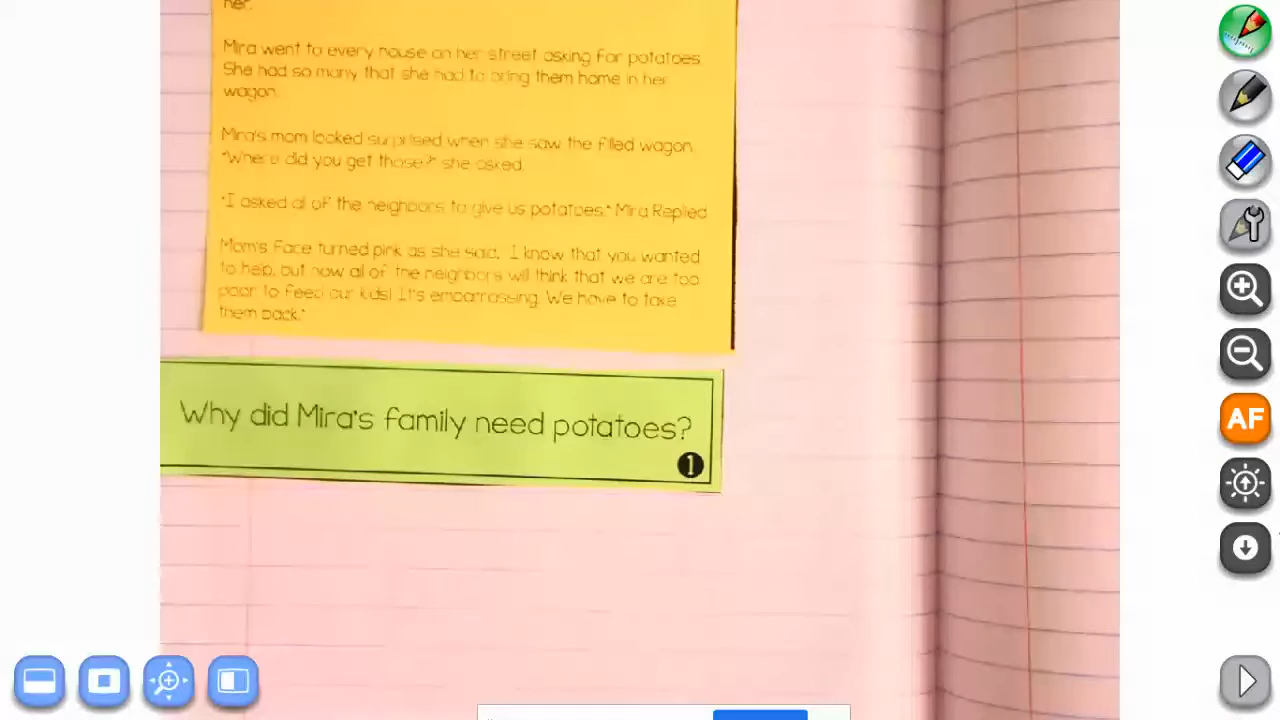 her.
Mira went to every house on her street asking for potatoes.
She had so many that she had to bring them home in her
wagon.
Mira's mom looked surprised when she saw the filled wagon.
"Where did you get those?" she asked.
"I asked all of the neighbors to give us potatoes." Mira Replied
Mom's Face turned pink as she said, "I know that you wanted
to help, but now all of the neighbors will think that we are too
poor to feed our kids! It's embarrassing. We have to take
them back."
Why did Mira's family need potatoes?
1
AF